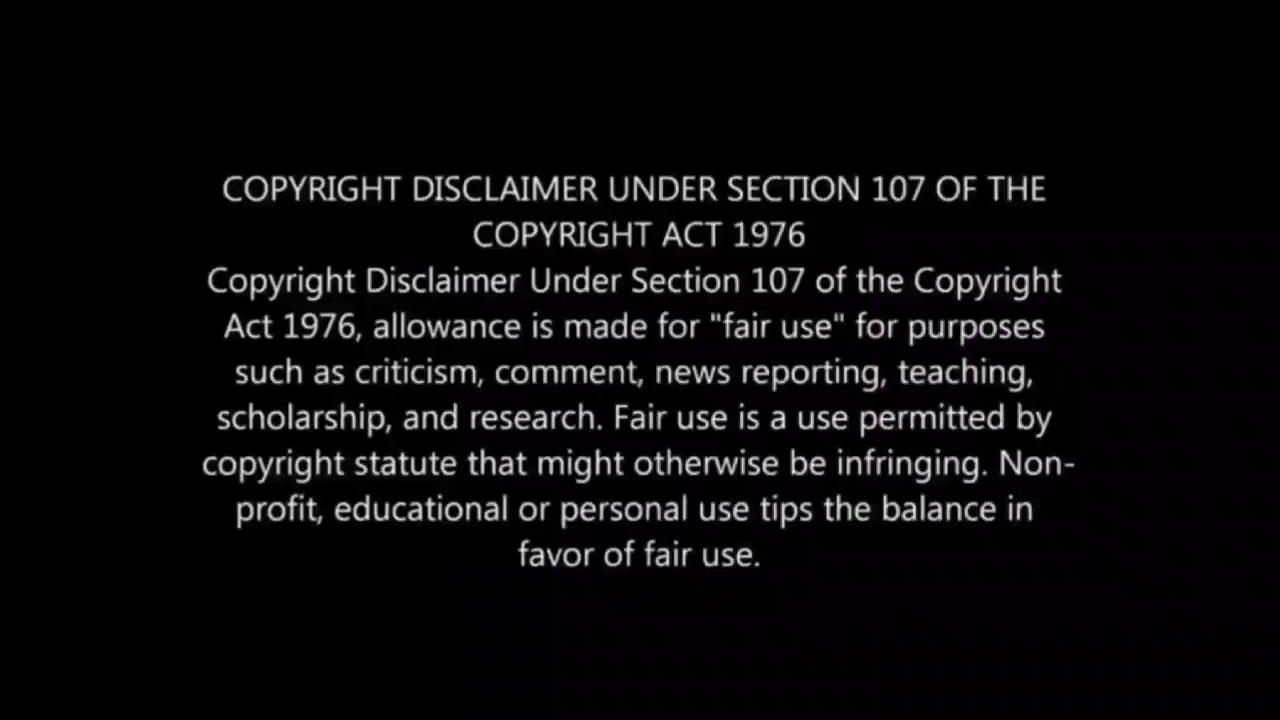 COPYRIGHT DISCLAIMER UNDER SECTION 107 OF THE
COPYRIGHT ACT 1976
Copyright Disclaimer Under Section 107 of the Copyright
Act 1976, allowance is made for "fair use" for purposes
such as criticism, comment, news reporting, teaching,
scholarship, and research. Fair use is a use permitted by
copyright statute that might otherwise be infringing. Non-
profit, educational or personal use tips the balance in
favor of fair use.